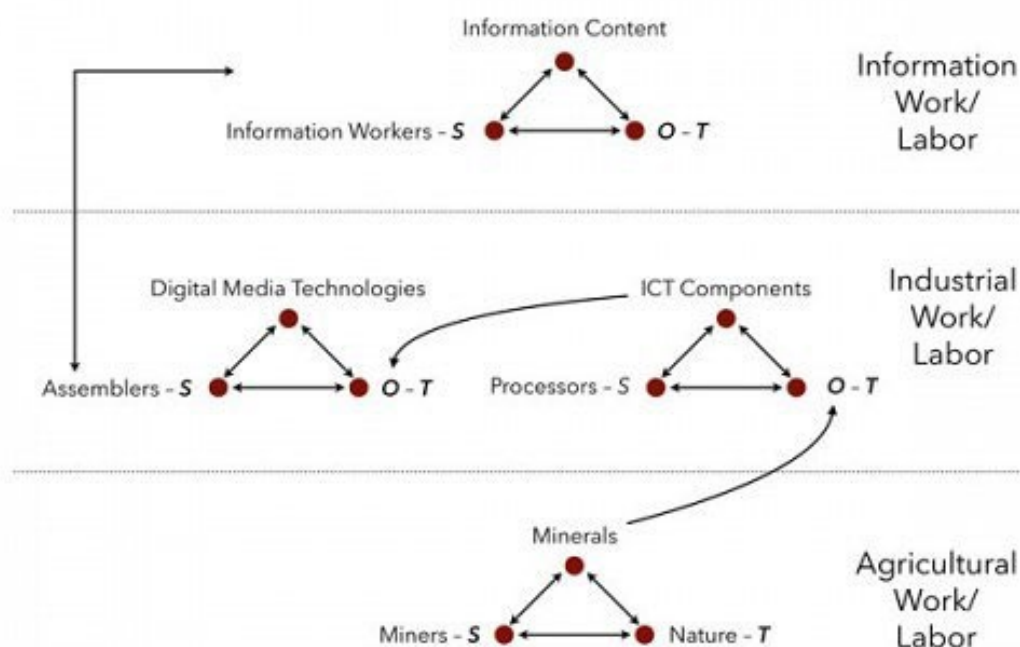 Information Content
Information
Work/
Labor
Information Workers – S
O – T
Digital Media Technologies
ICT Components
Industrial
Work/
Labor
Assemblers – S
O – T
Processors – S
O – T
Minerals
Agricultural
Work/
Labor
Miners – S
Nature – T